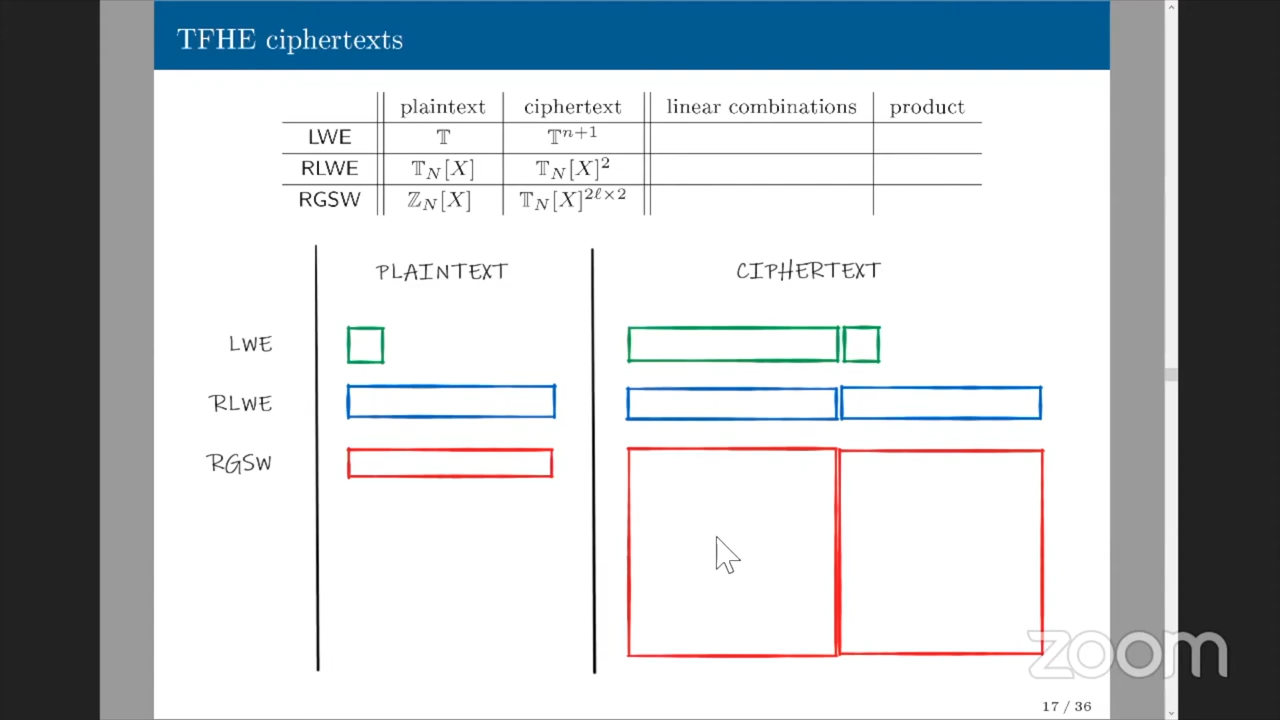 TFHE ciphertexts
plaintext ciphertext linear combinations product
LWE 𝕋 𝕋ⁿ⁺¹
RLWE 𝕋_N[X] 𝕋_N[X]²
RGSW ℤ_N[X] 𝕋_N[X]^{2ℓ×2}
PLAINTEXT CIPHERTEXT
LWE
RLWE
RGSW
zoom
17 / 36